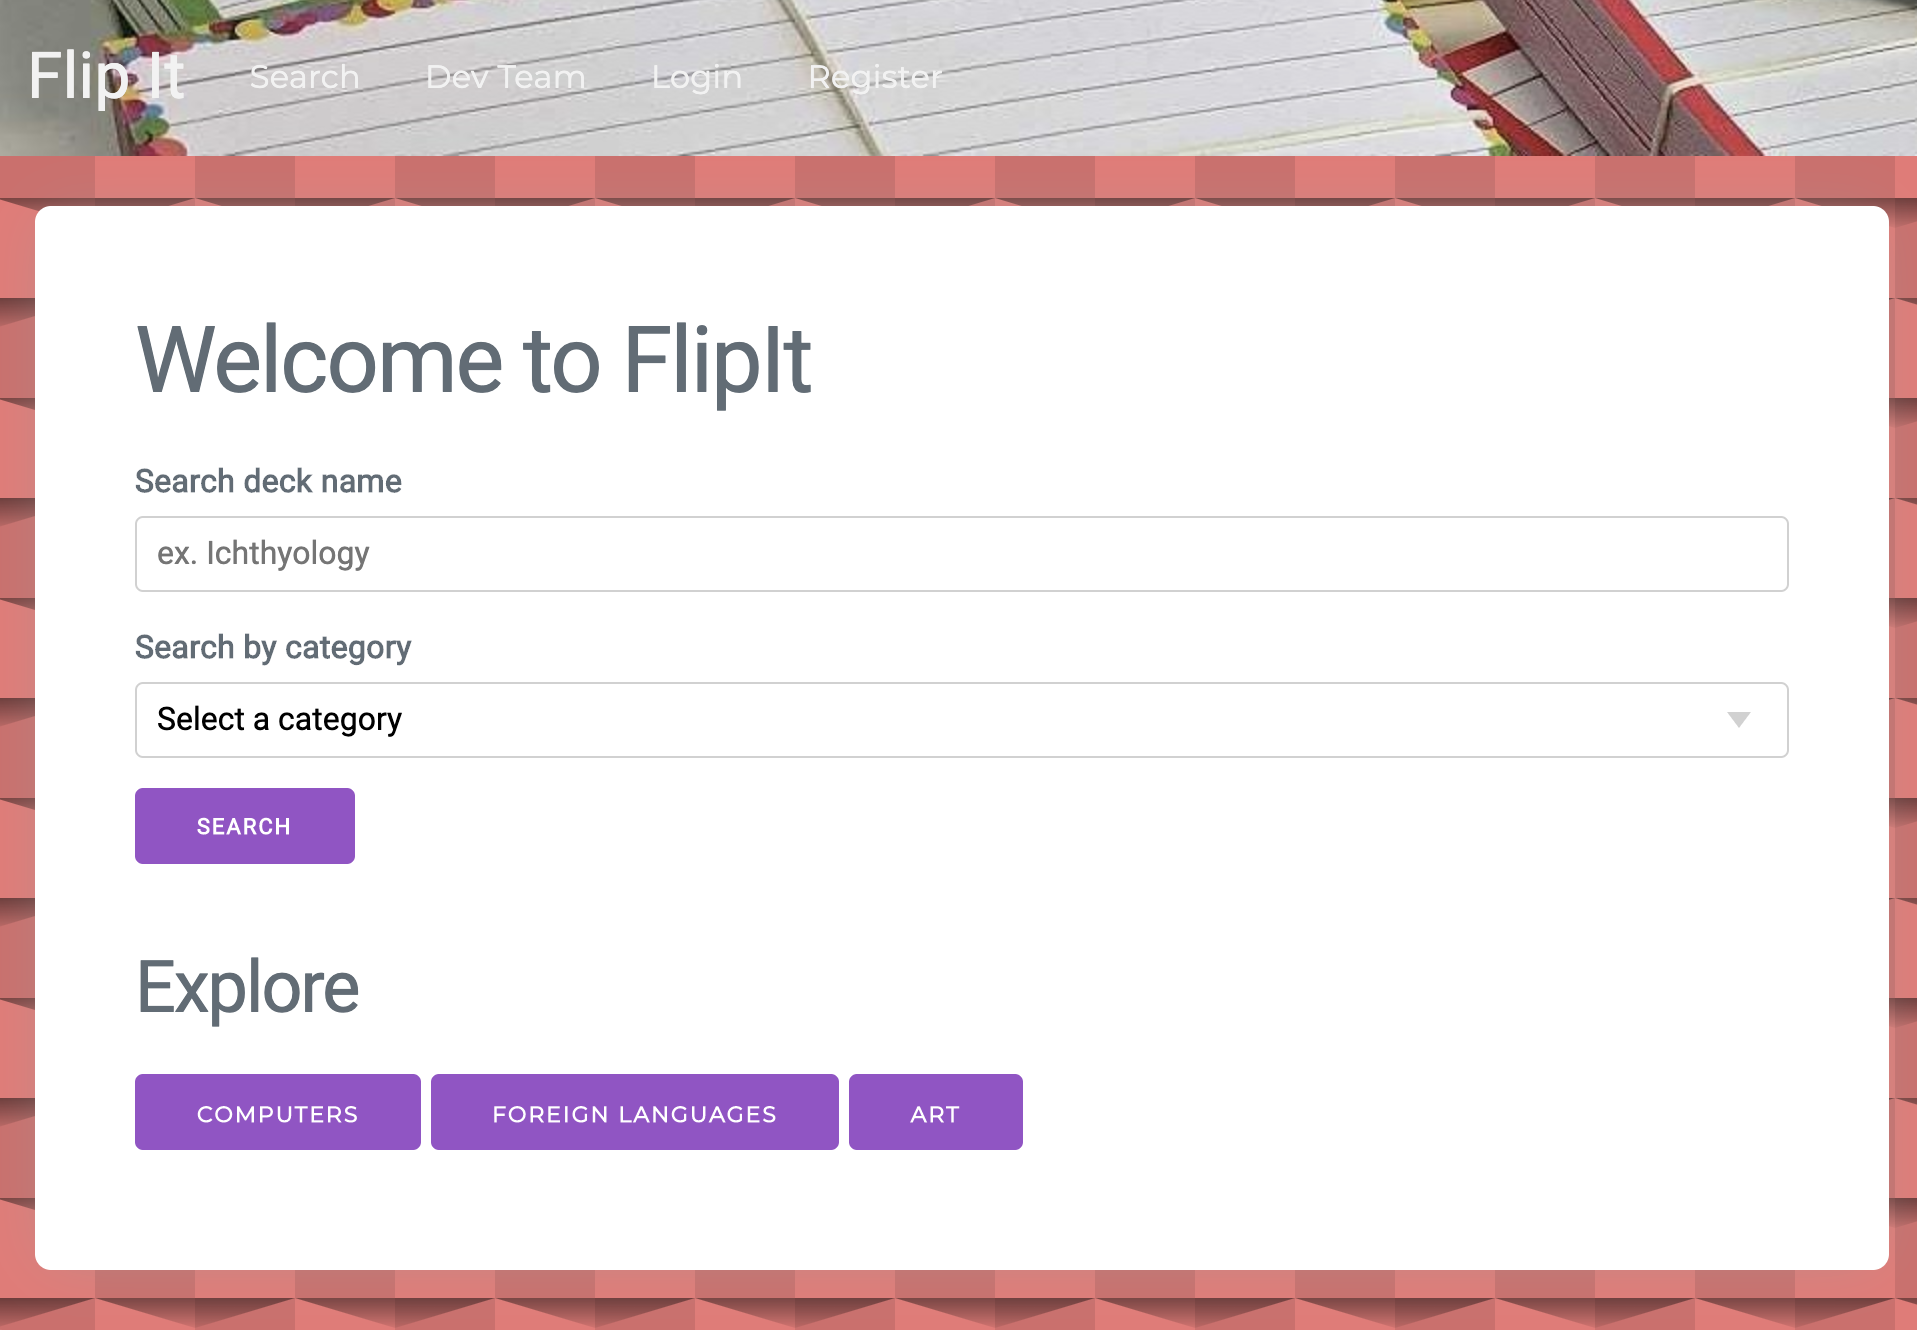 Flip It Search Dev Team Login Register
Welcome to FlipIt
Search deck name
ex. Ichthyology
Search by category
Select a category
SEARCH
Explore
COMPUTERS FOREIGN LANGUAGES ART